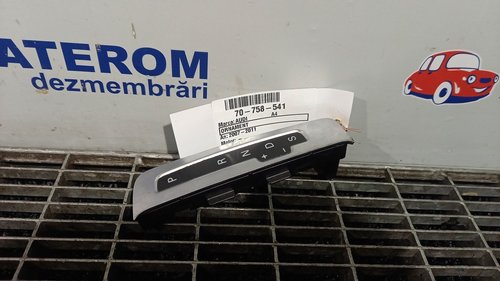 ATEROM
dezmembrări
70-758-541
Marca: AUDI A4
ORNAMENT
An: 2007 - 2011
Motor:
P R N D S
+
-